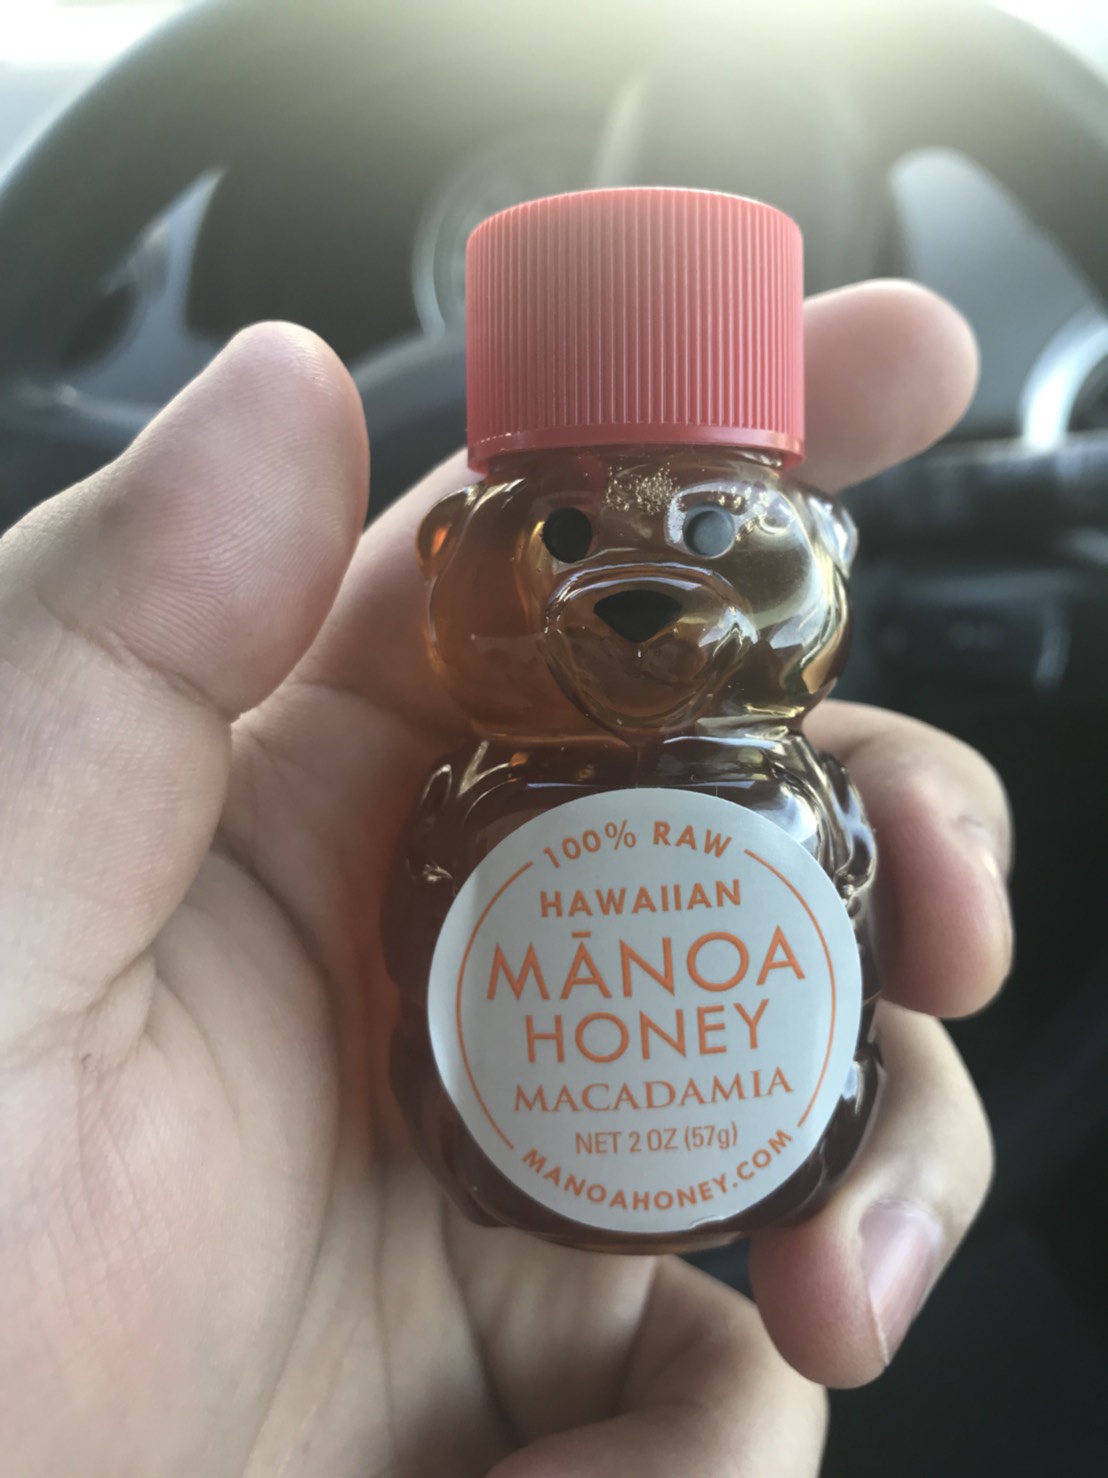 100% RAW
HAWAIIAN
MĀNOA
HONEY
MACADAMIA
NET 2 OZ (57g)
MANOAHONEY.COM